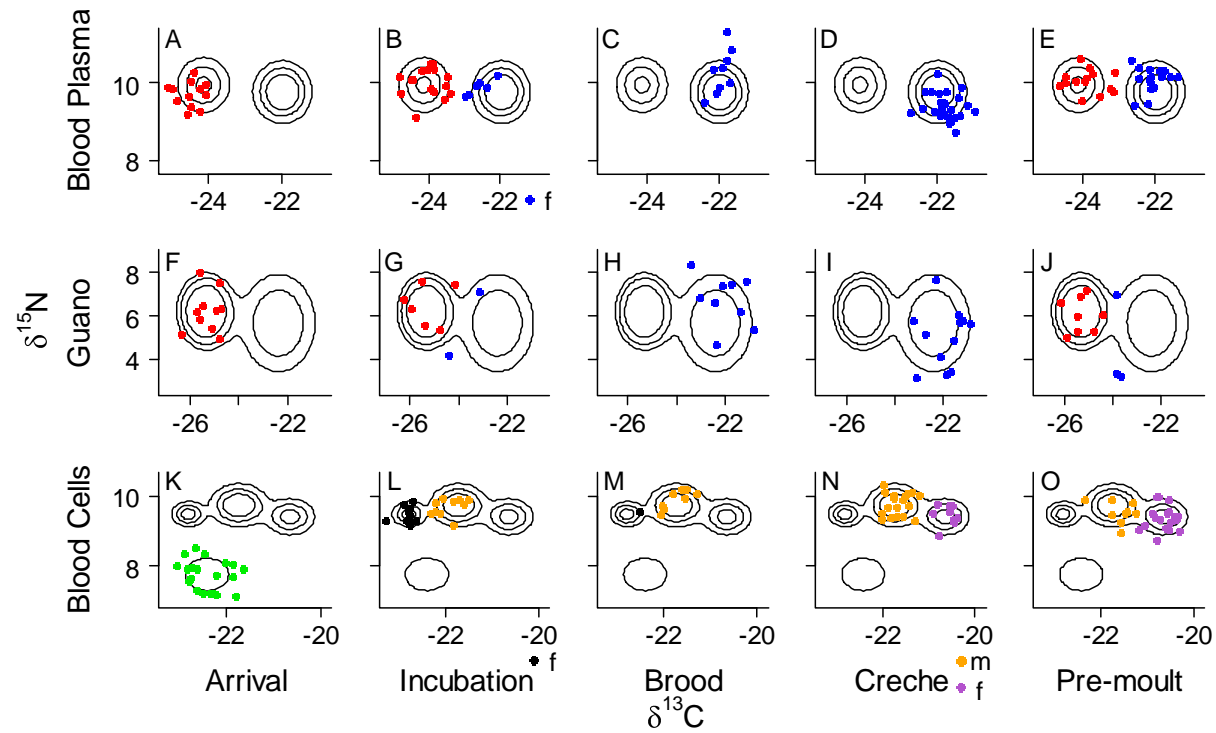 Blood Plasma
A B C D E
10
8
-24 -22 -24 -22 -24 -22 -24 -22 -24 -22
f
δ15N
Guano
F G H I J
8
6
4
-26 -22 -26 -22 -26 -22 -26 -22 -26 -22
Blood Cells
K L M N O
10
8
-22 -20 -22 -20 -22 -20 -22 -20 -22 -20
f
m
f
Arrival Incubation Brood Creche Pre-moult
δ13C